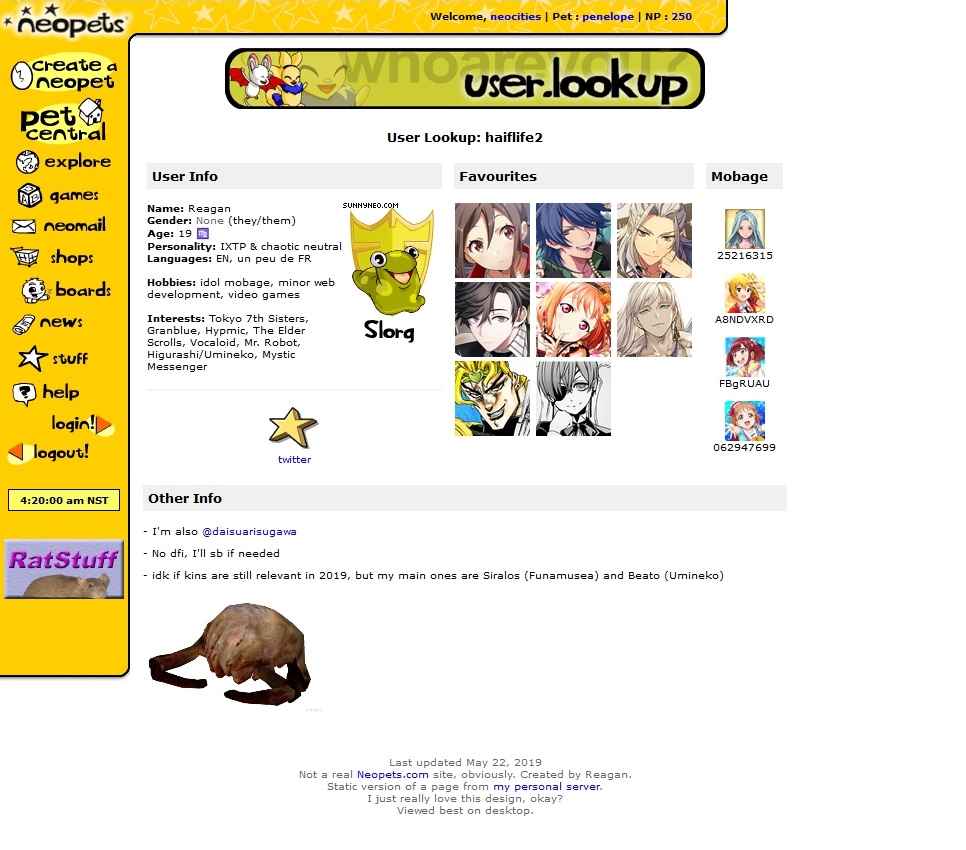 neopets
Welcome, neocities | Pet : penelope | NP : 250
create a
neopet
pet
central
explore
games
neomail
shops
boards
news
stuff
help
login!
logout!
4:20:00 am NST
RatStuff
whoareyou?
user.lookup
User Lookup: haiflife2
User Info
Name: Reagan
Gender: None (they/them)
Age: 19 ♍
Personality: IXTP & chaotic neutral
Languages: EN, un peu de FR
Hobbies: idol mobage, minor web
development, video games
Interests: Tokyo 7th Sisters,
Granblue, Hypmic, The Elder
Scrolls, Vocaloid, Mr. Robot,
Higurashi/Umineko, Mystic
Messenger
SUNNYNEO.COM
Slorg
twitter
Favourites
Mobage
25216315
A8NDVXRD
FBgRUAU
062947699
Other Info
- I'm also @daisuarisugawa
- No dfi, I'll sb if needed
- idk if kins are still relevant in 2019, but my main ones are Siralos (Funamusea) and Beato (Umineko)
Last updated May 22, 2019
Not a real Neopets.com site, obviously. Created by Reagan.
Static version of a page from my personal server.
I just really love this design, okay?
Viewed best on desktop.